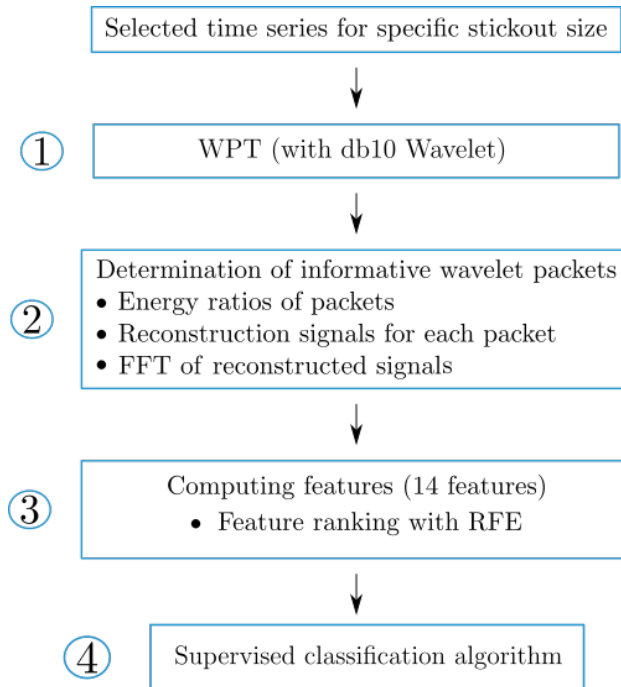 Selected time series for specific stickout size
1
WPT (with db10 Wavelet)
2
Determination of informative wavelet packets
• Energy ratios of packets
• Reconstruction signals for each packet
• FFT of reconstructed signals
3
Computing features (14 features)
• Feature ranking with RFE
4
Supervised classification algorithm